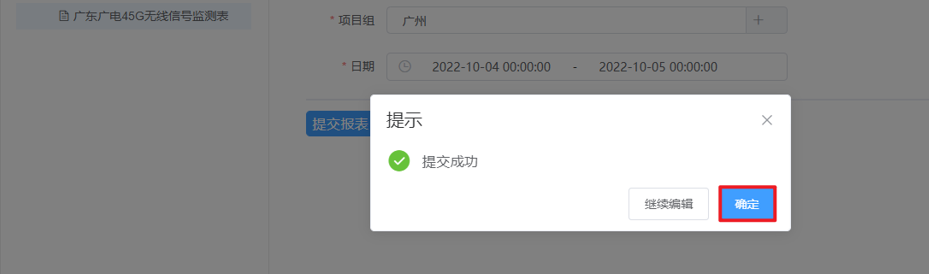 广东广电45G无线信号监测表
* 项目组 广州 +
* 日期 2022-10-04 00:00:00 - 2022-10-05 00:00:00
提交报表
提示
提交成功
继续编辑 确定